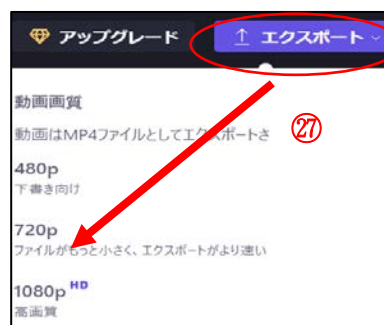 アップグレード
エクスポート
動画画質
動画はMP4ファイルとしてエクスポートさ
㉗
480p
下書き向け
720p
ファイルがもっと小さく、エクスポートがより速い
1080p HD
高画質